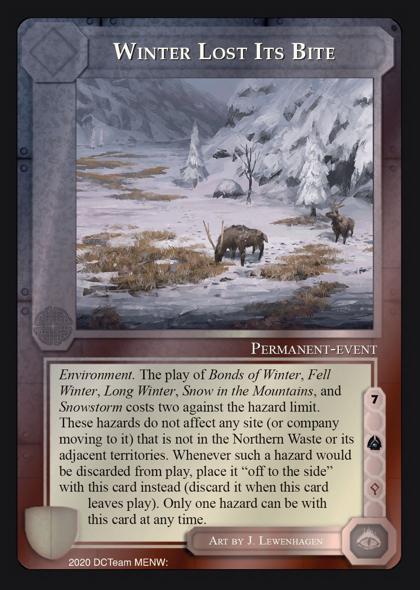 Winter Lost Its Bite
Permanent-event
Environment. The play of Bonds of Winter, Fell
Winter, Long Winter, Snow in the Mountains, and
Snowstorm costs two against the hazard limit.
These hazards do not affect any site (or company
moving to it) that is not in the Northern Waste or its
adjacent territories. Whenever such a hazard would
be discarded from play, place it “off to the side”
with this card instead (discard it when this card
leaves play). Only one hazard can be with
this card at any time.
7
Art by J. Lewenhagen
2020 DCTeam MENW: